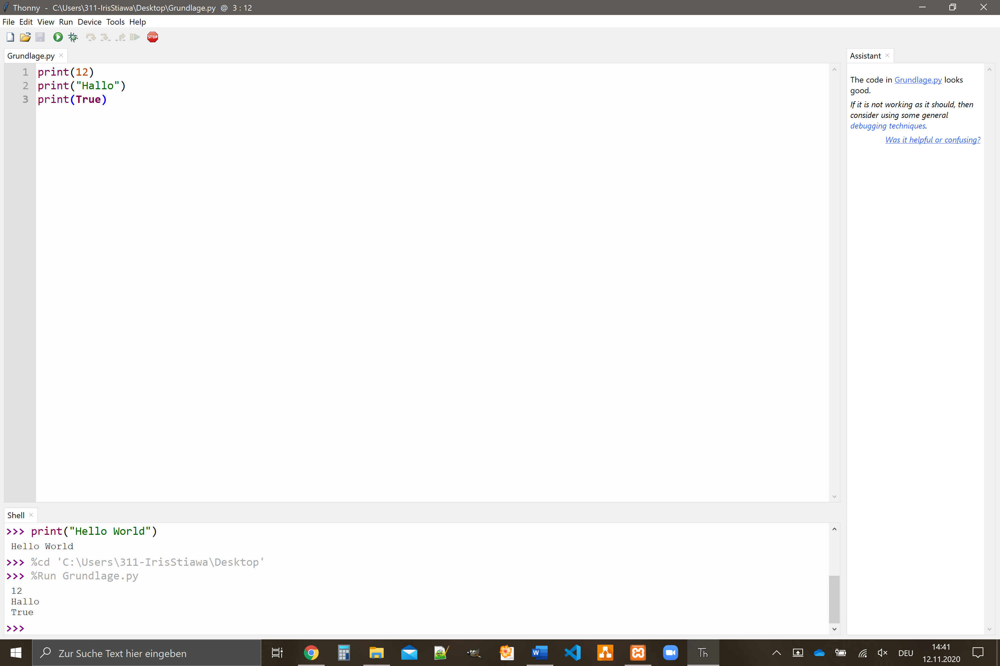 Thonny - C:\Users\311-IrisStiawa\Desktop\Grundlage.py @ 3 : 12
File Edit View Run Device Tools Help
STOP
Grundlage.py
1 print(12)
2 print("Hallo")
3 print(True)
Assistant
The code in Grundlage.py looks
good.
If it is not working as it should, then
consider using some general
debugging techniques.
Was it helpful or confusing?
Shell
>>> print("Hello World")
Hello World
>>> %cd 'C:\Users\311-IrisStiawa\Desktop'
>>> %Run Grundlage.py
12
Hallo
True
>>>
Zur Suche Text hier eingeben
W
Th
DEU
14:41
12.11.2020